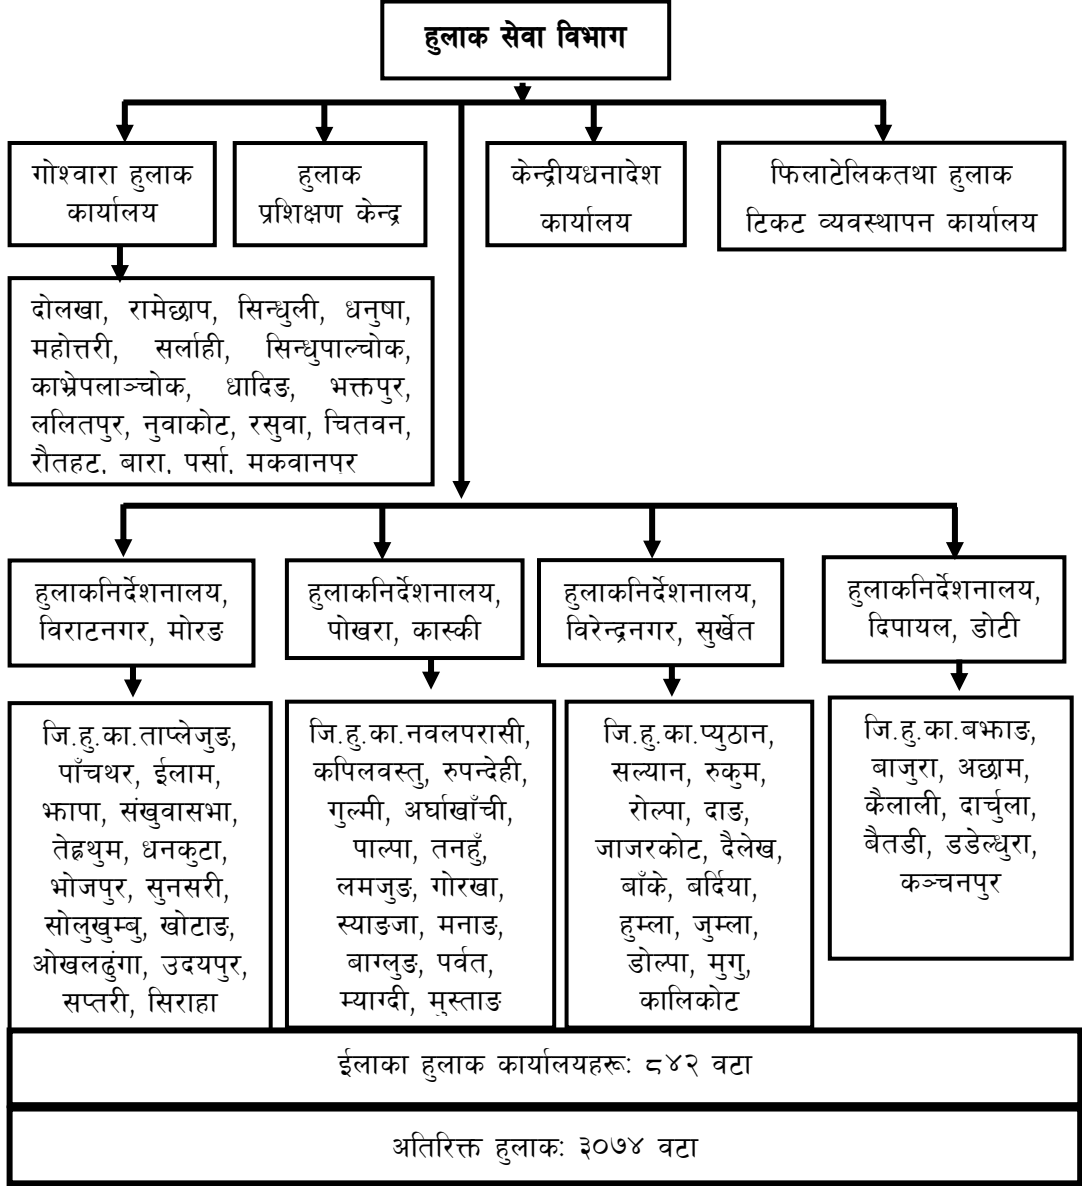 हुलाक सेवा विभाग
गोश्वारा हुलाक
कार्यालय
हुलाक
प्रशिक्षण केन्द्र
केन्द्रीयधनादेश
कार्यालय
फिलाटेलिकतथा हुलाक
टिकट व्यवस्थापन कार्यालय
दोलखा, रामेछाप, सिन्धुली, धनुषा,
महोत्तरी, सर्लाही, सिन्धुपाल्चोक,
काभ्रेपलाञ्चोक, धादिङ, भक्तपुर,
ललितपुर, नुवाकोट, रसुवा, चितवन,
रौतहट, बारा, पर्सा, मकवानपुर
हुलाकनिर्देशनालय,
विराटनगर, मोरङ
हुलाकनिर्देशनालय,
पोखरा, कास्की
हुलाकनिर्देशनालय,
विरेन्द्रनगर, सुर्खेत
हुलाकनिर्देशनालय,
दिपायल, डोटी
जि.हु.का.ताप्लेजुङ,
पाँचथर, ईलाम,
झापा, संखुवासभा,
तेह्रथुम, धनकुटा,
भोजपुर, सुनसरी,
सोलुखुम्बु, खोटाङ,
ओखलढुंगा, उदयपुर,
सप्तरी, सिराहा
जि.हु.का.नवलपरासी,
कपिलवस्तु, रुपन्देही,
गुल्मी, अर्घाखाँची,
पाल्पा, तनहुँ,
लमजुङ, गोरखा,
स्याङजा, मनाङ,
बाग्लुङ, पर्वत,
म्याग्दी, मुस्ताङ
जि.हु.का.प्युठान,
सल्यान, रुकुम,
रोल्पा, दाङ,
जाजरकोट, दैलेख,
बाँके, बर्दिया,
हुम्ला, जुम्ला,
डोल्पा, मुगु,
कालिकोट
जि.हु.का.बझाङ,
बाजुरा, अछाम,
कैलाली, दार्चुला,
बैतडी, डडेल्धुरा,
कञ्चनपुर
ईलाका हुलाक कार्यालयहरू: ८४२ वटा
अतिरिक्त हुलाक: ३०७४ वटा